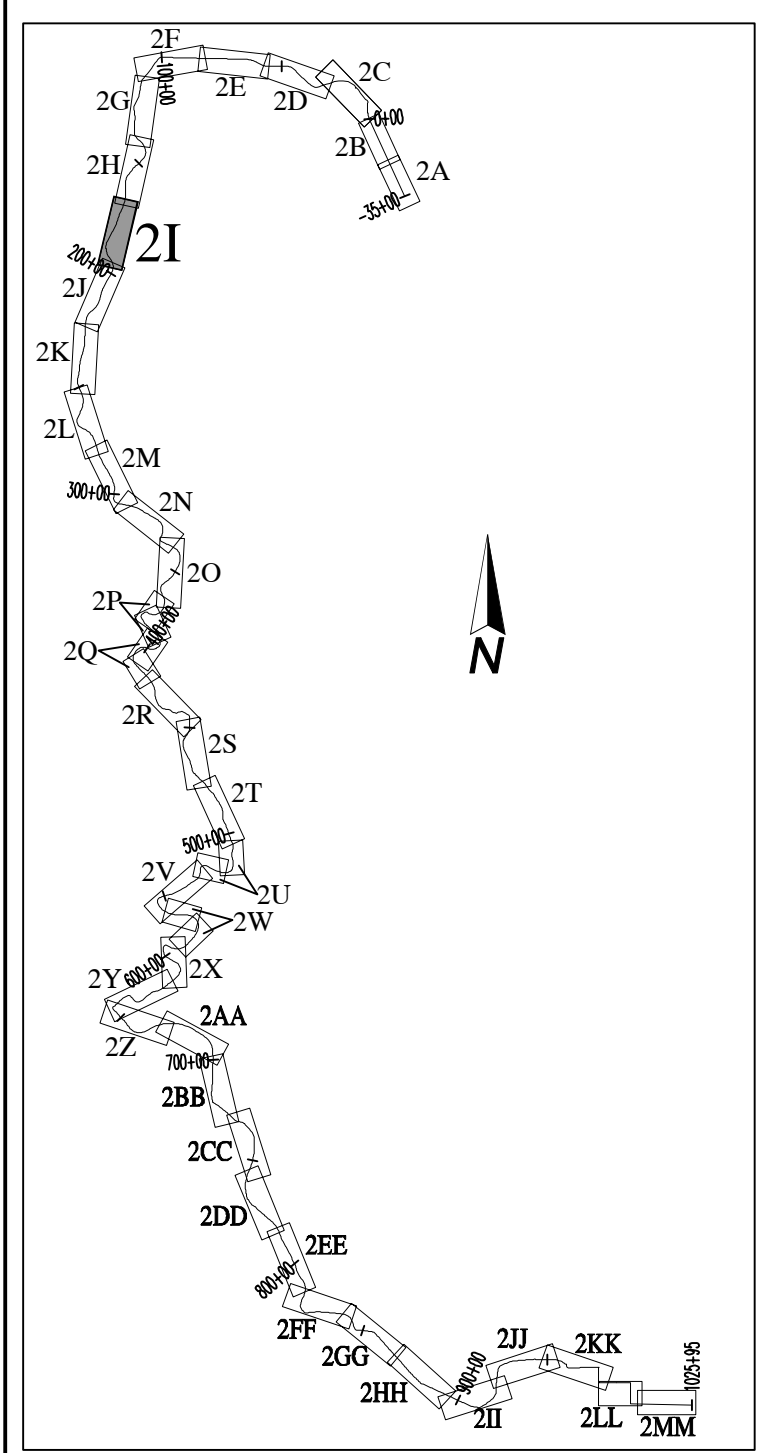 2F
2C
100+00
2E
2D
2G
0+00
2B
2H
2A
-35+00
2I
200+00
2J
2K
2L
2M
300+00
2N
2O
2P
400+00
2Q
2R
2S
2T
500+00
2V
2U
2W
600+00
2X
2Y
2AA
2Z
700+00
2BB
2CC
2DD
2EE
800+00
2FF
2GG
2JJ
2KK
1025+95
900+00
2HH
2II
2LL
2MM
N